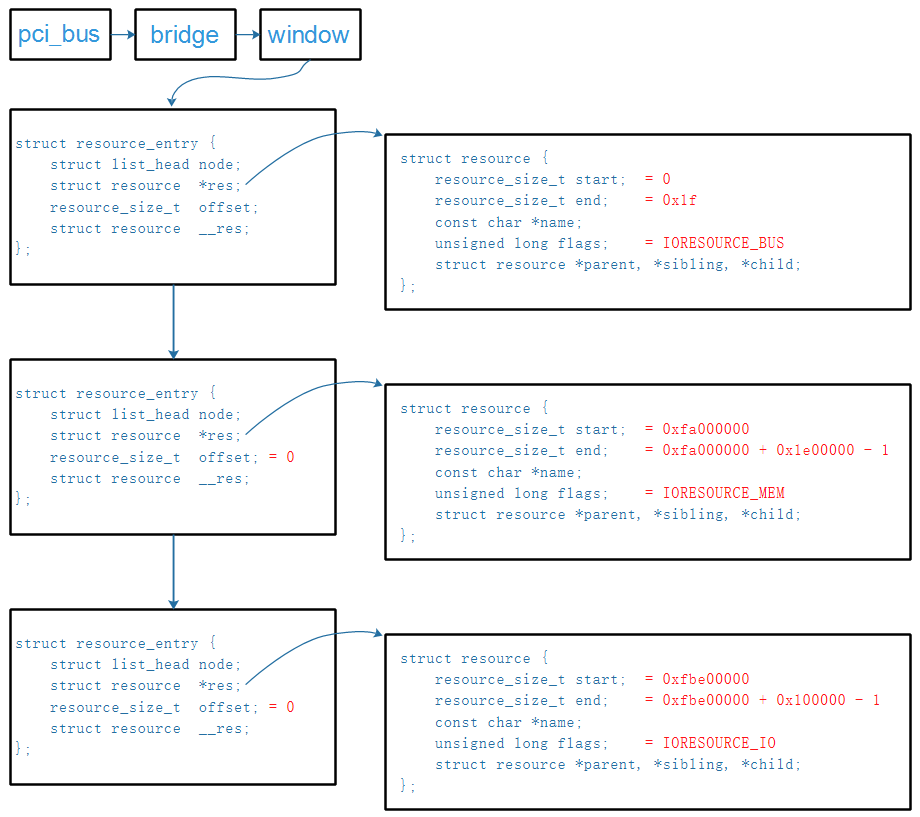 pci_bus bridge window
struct resource_entry {
    struct list_head node;
    struct resource  *res;
    resource_size_t  offset;
    struct resource  __res;
};
struct resource {
    resource_size_t start;  = 0
    resource_size_t end;    = 0x1f
    const char *name;
    unsigned long flags;    = IORESOURCE_BUS
    struct resource *parent, *sibling, *child;
};
struct resource_entry {
    struct list_head node;
    struct resource  *res;
    resource_size_t  offset; = 0
    struct resource  __res;
};
struct resource {
    resource_size_t start;  = 0xfa000000
    resource_size_t end;    = 0xfa000000 + 0x1e00000 - 1
    const char *name;
    unsigned long flags;    = IORESOURCE_MEM
    struct resource *parent, *sibling, *child;
};
struct resource_entry {
    struct list_head node;
    struct resource  *res;
    resource_size_t  offset; = 0
    struct resource  __res;
};
struct resource {
    resource_size_t start;  = 0xfbe00000
    resource_size_t end;    = 0xfbe00000 + 0x100000 - 1
    const char *name;
    unsigned long flags;    = IORESOURCE_IO
    struct resource *parent, *sibling, *child;
};